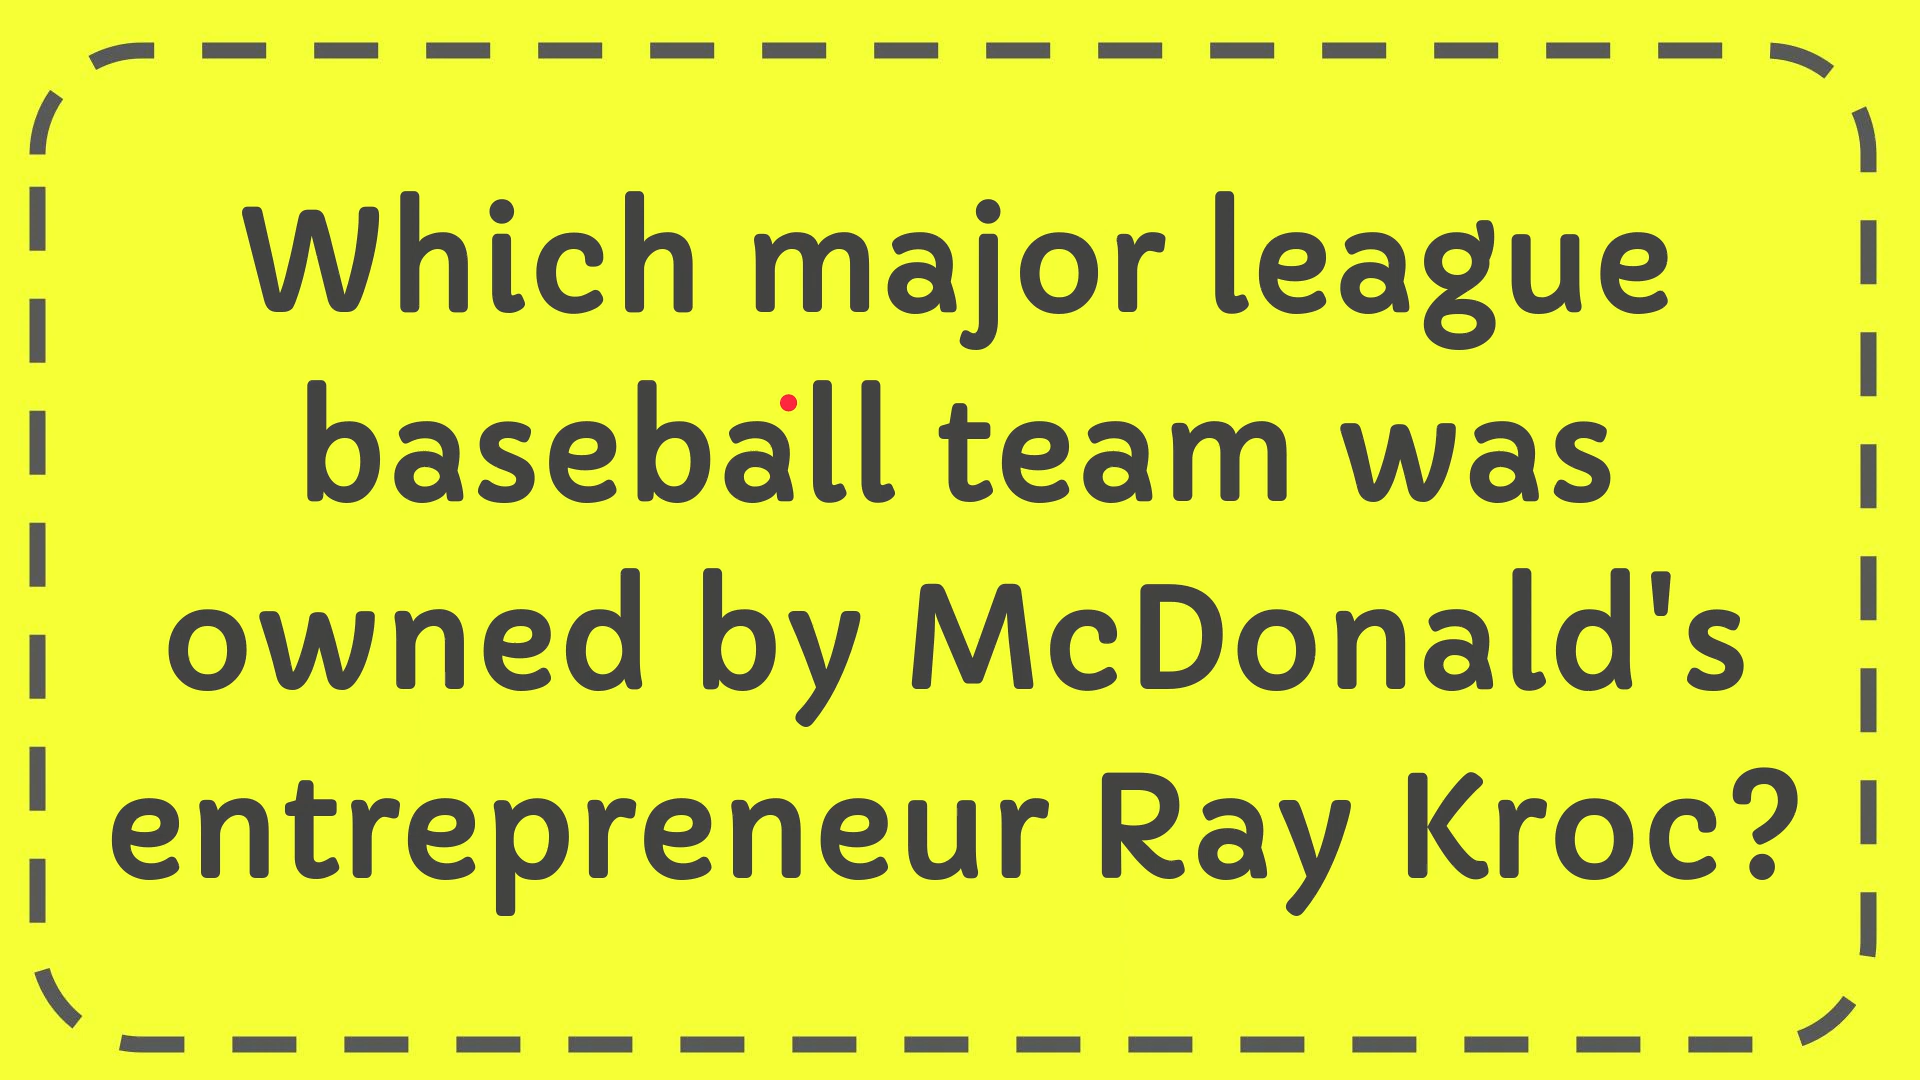 Which major league
baseball team was
owned by McDonald's
entrepreneur Ray Kroc?